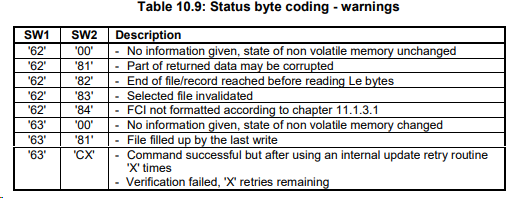 Table 10.9: Status byte coding - warnings
SW1 SW2 Description
'62' '00' - No information given, state of non volatile memory unchanged
'62' '81' - Part of returned data may be corrupted
'62' '82' - End of file/record reached before reading Le bytes
'62' '83' - Selected file invalidated
'62' '84' - FCI not formatted according to chapter 11.1.3.1
'63' '00' - No information given, state of non volatile memory changed
'63' '81' - File filled up by the last write
'63' 'CX' - Command successful but after using an internal update retry routine
'X' times
- Verification failed, 'X' retries remaining